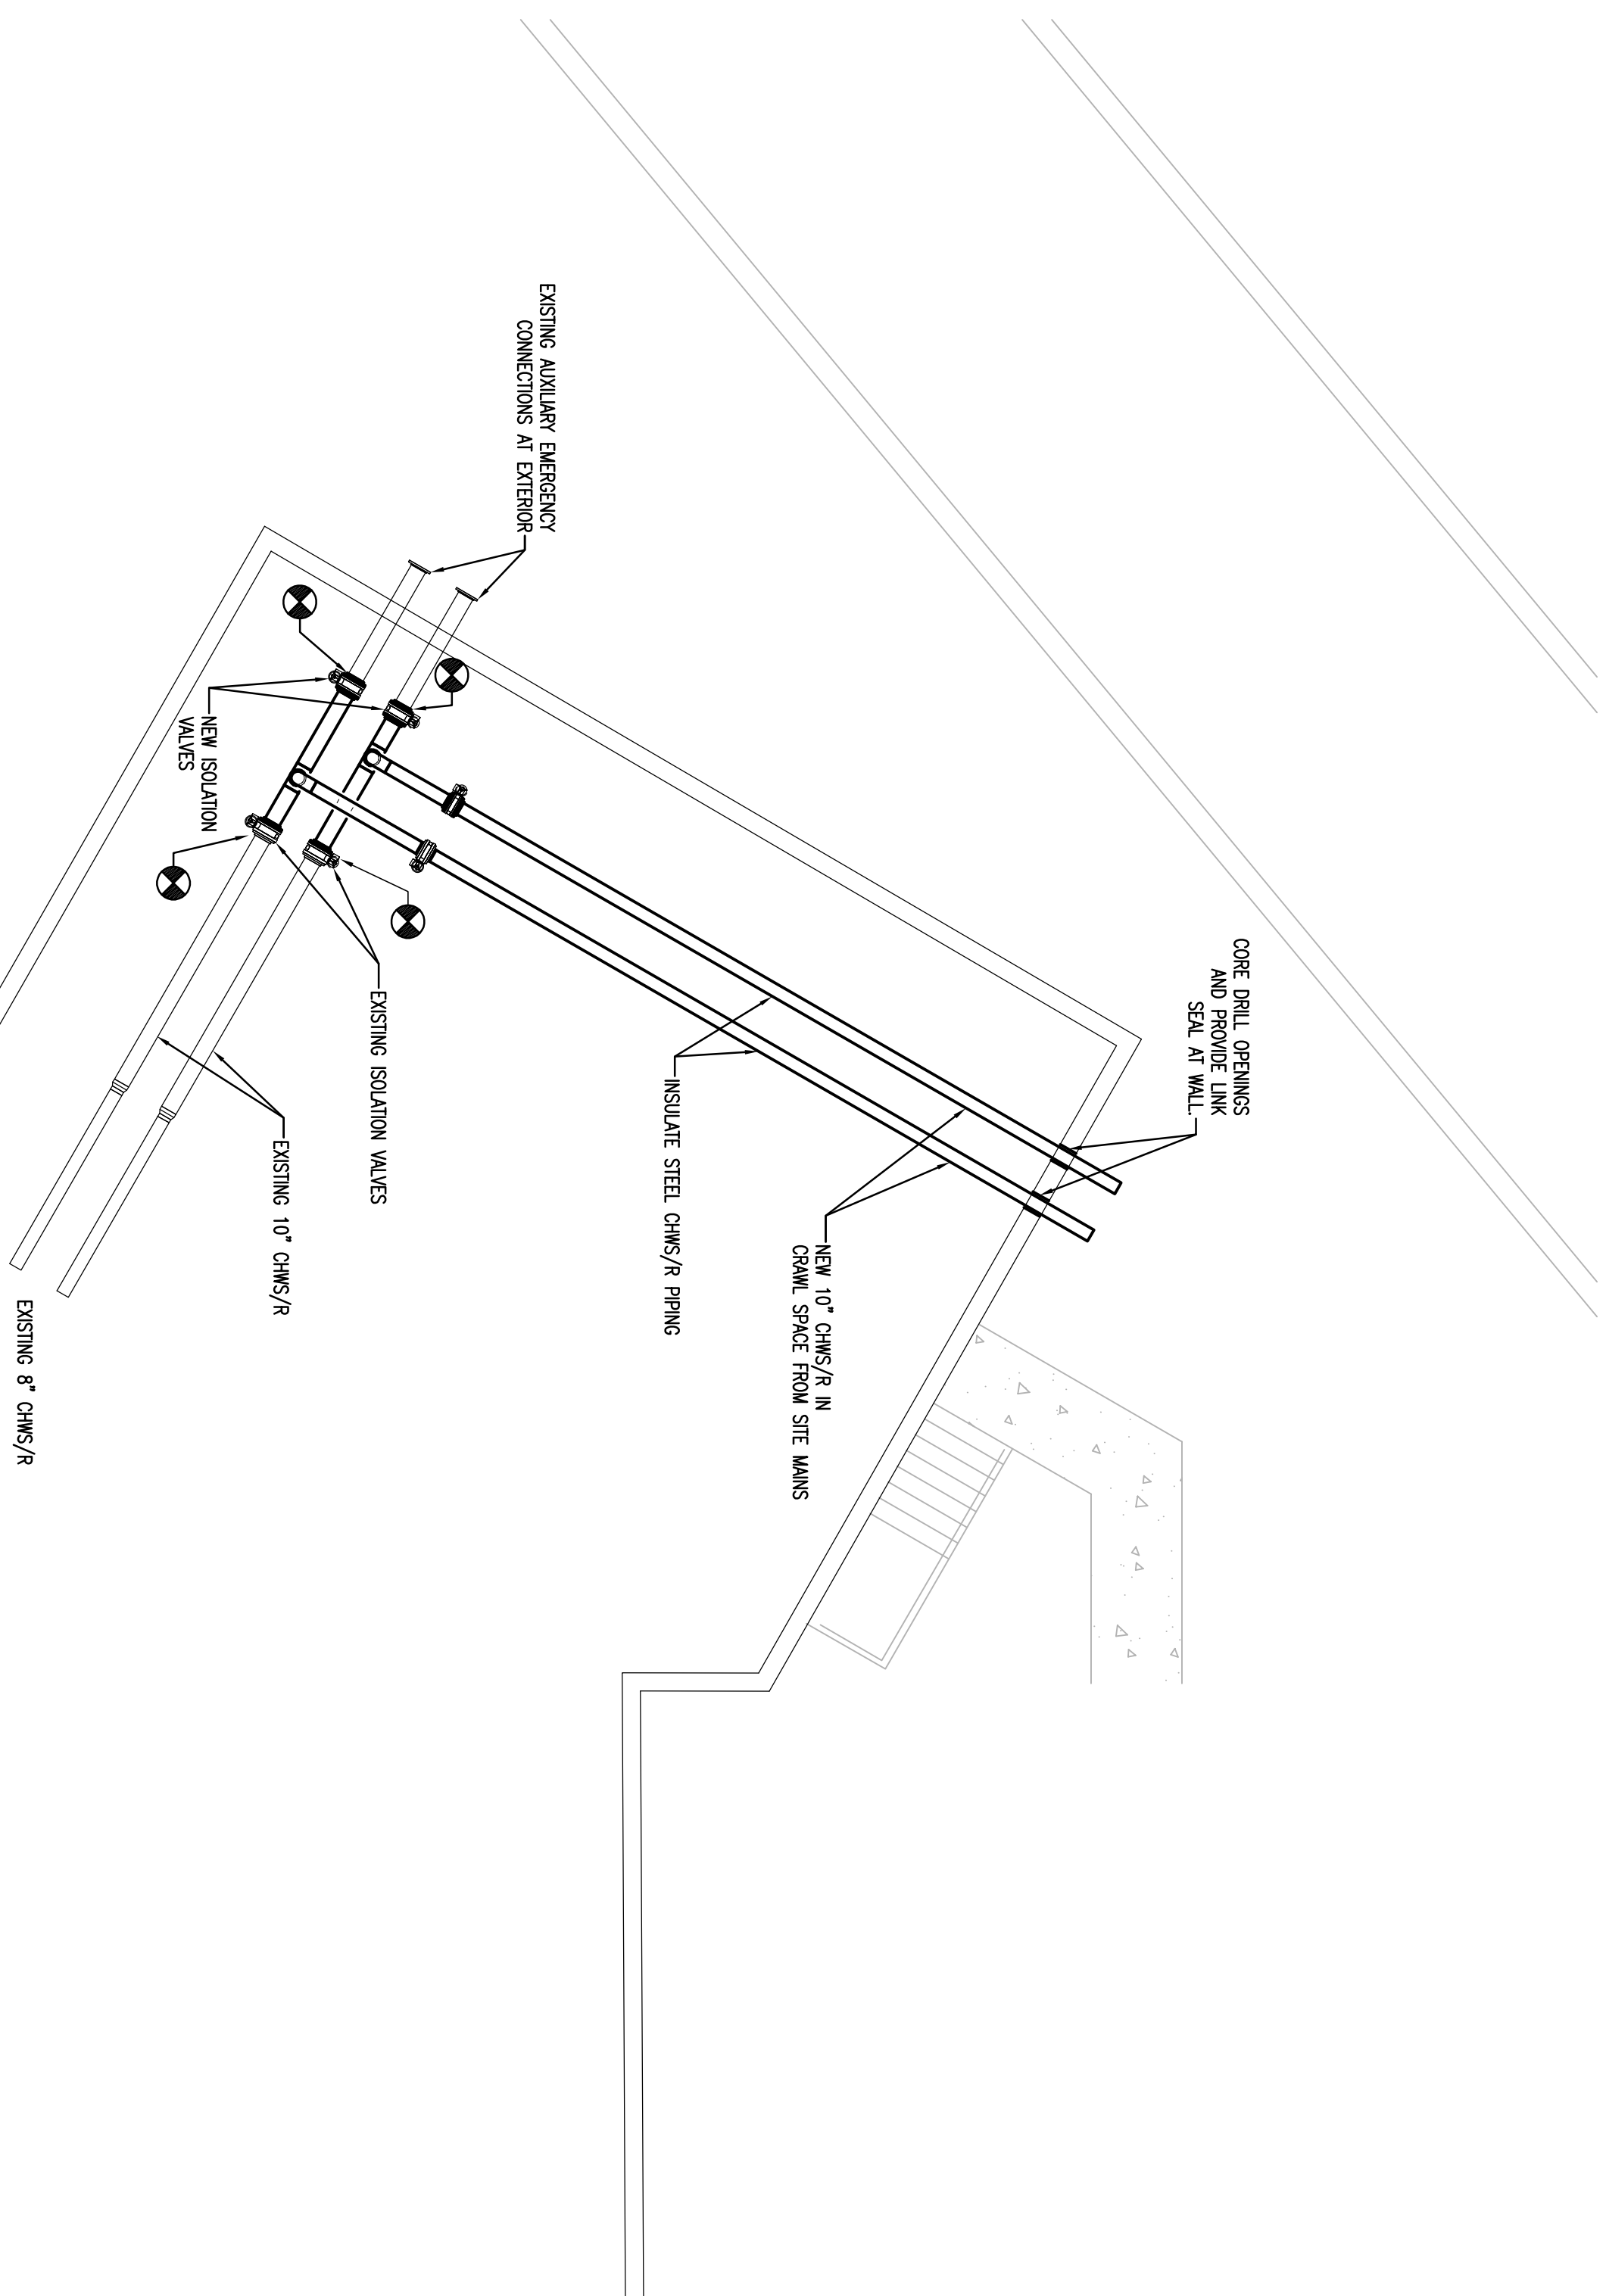 CORE DRILL OPENINGS
AND PROVIDE LINK
SEAL AT WALL.
NEW 10" CHWS/R IN
CRAWL SPACE FROM SITE MAINS
INSULATE STEEL CHWS/R PIPING
EXISTING AUXILIARY EMERGENCY
CONNECTIONS AT EXTERIOR
EXISTING ISOLATION VALVES
EXISTING 10" CHWS/R
NEW ISOLATION
VALVES
EXISTING 8" CHWS/R